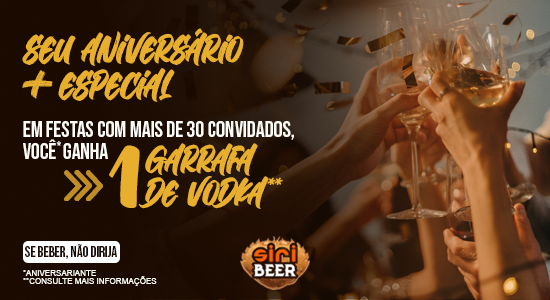 SEU ANIVERSÁRIO
+ ESPECIAL
EM FESTAS COM MAIS DE 30 CONVIDADOS,
VOCÊ* GANHA
1 GARRAFA
DE VODKA**
SE BEBER, NÃO DIRIJA
*ANIVERSARIANTE
**CONSULTE MAIS INFORMAÇÕES
SIRI
BEER